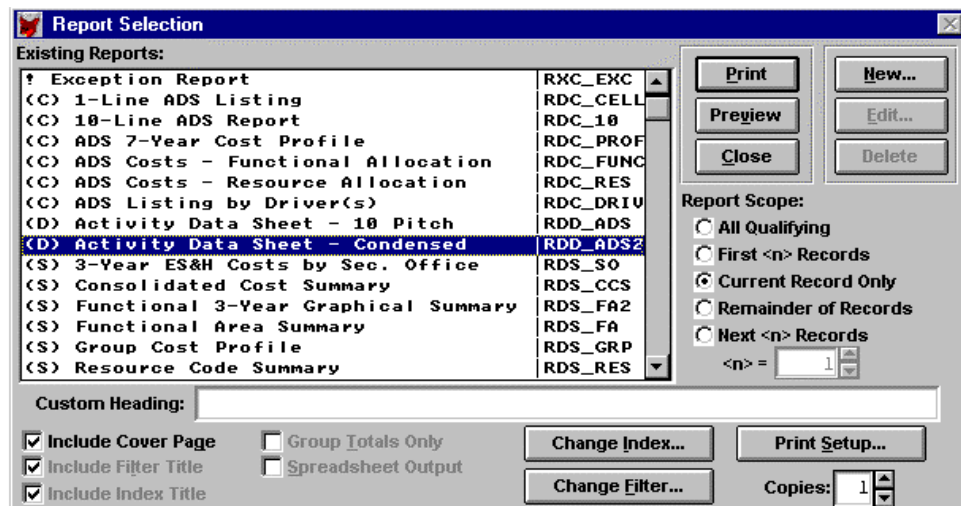 Report Selection
Existing Reports:
! Exception Report RXC_EXC
(C) 1-Line ADS Listing RDC_CELL
(C) 10-Line ADS Report RDC_10
(C) ADS 7-Year Cost Profile RDC_PROF
(C) ADS Costs - Functional Allocation RDC_FUNC
(C) ADS Costs - Resource Allocation RDC_RES
(C) ADS Listing by Driver(s) RDC_DRIV
(D) Activity Data Sheet - 10 Pitch RDD_ADS
(D) Activity Data Sheet - Condensed RDD_ADS2
(S) 3-Year ES&H Costs by Sec. Office RDS_SO
(S) Consolidated Cost Summary RDS_CCS
(S) Functional 3-Year Graphical Summary RDS_FA2
(S) Functional Area Summary RDS_FA
(S) Group Cost Profile RDS_GRP
(S) Resource Code Summary RDS_RES
Print
Preview
Close
New...
Edit...
Delete
Report Scope:
All Qualifying
First <n> Records
Current Record Only
Remainder of Records
Next <n> Records
<n> = 1
Custom Heading:
Include Cover Page
Include Filter Title
Include Index Title
Group Totals Only
Spreadsheet Output
Change Index...
Change Filter...
Print Setup...
Copies: 1